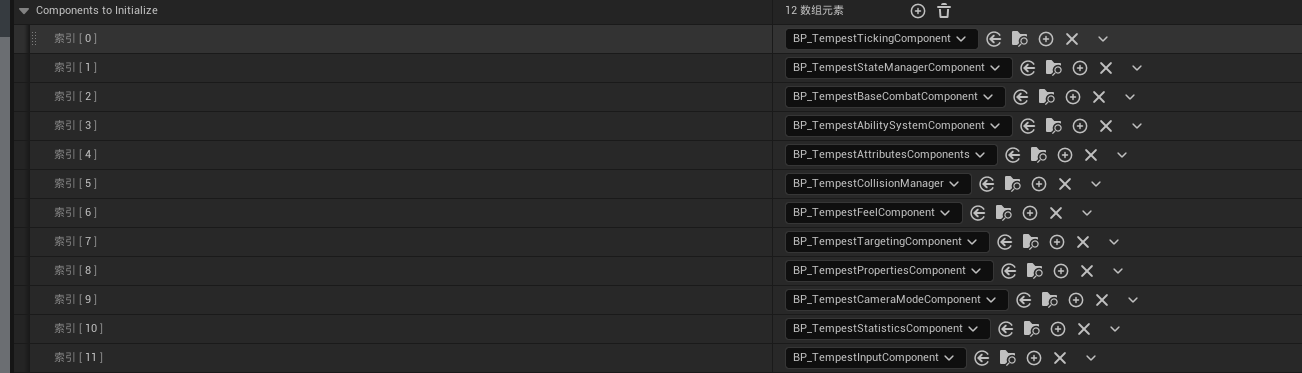 Components to Initialize 12 数组元素
索引 [ 0 ] BP_TempestTickingComponent
索引 [ 1 ] BP_TempestStateManagerComponent
索引 [ 2 ] BP_TempestBaseCombatComponent
索引 [ 3 ] BP_TempestAbilitySystemComponent
索引 [ 4 ] BP_TempestAttributesComponents
索引 [ 5 ] BP_TempestCollisionManager
索引 [ 6 ] BP_TempestFeelComponent
索引 [ 7 ] BP_TempestTargetingComponent
索引 [ 8 ] BP_TempestPropertiesComponent
索引 [ 9 ] BP_TempestCameraModeComponent
索引 [ 10 ] BP_TempestStatisticsComponent
索引 [ 11 ] BP_TempestInputComponent